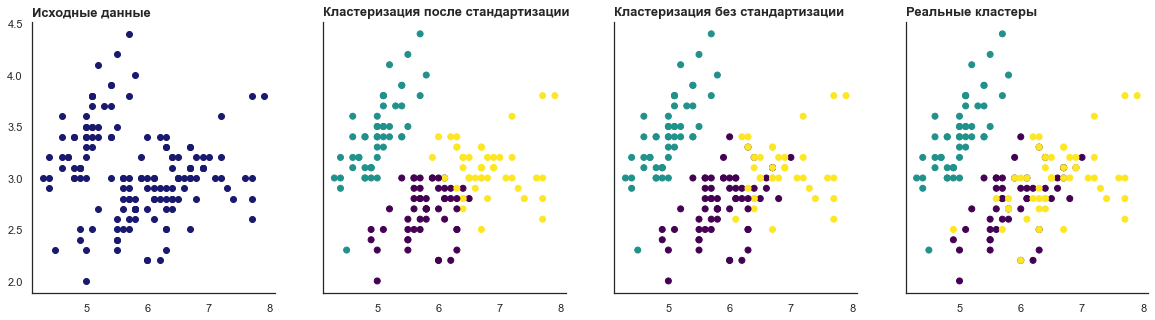 Исходные данные
Кластеризация после стандартизации
Кластеризация без стандартизации
Реальные кластеры
4.5
4.0
3.5
3.0
2.5
2.0
5 6 7 8
5 6 7 8
5 6 7 8
5 6 7 8